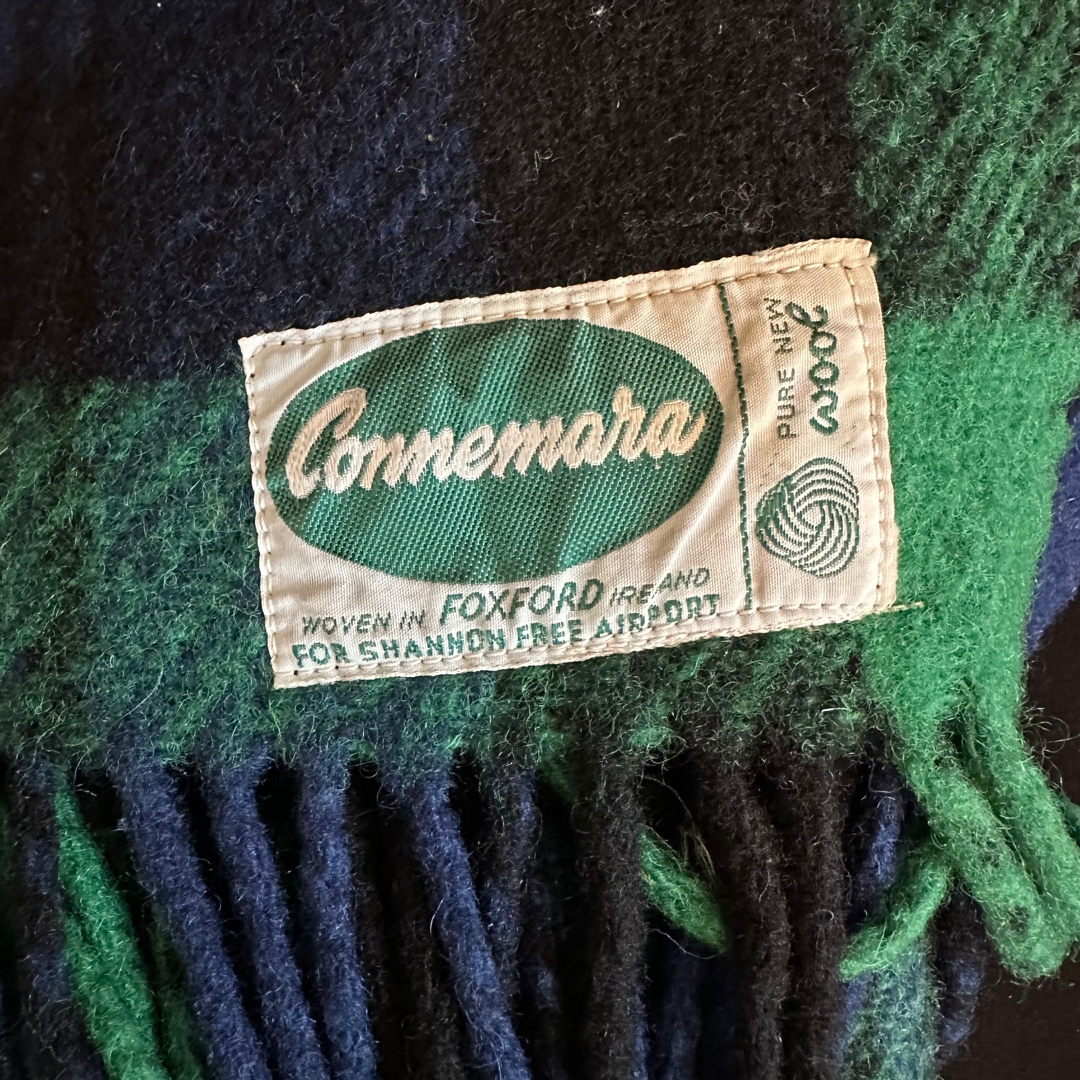 Connemara
WOVEN IN FOXFORD IRELAND
FOR SHANNON FREE AIRPORT
PURE NEW
wool